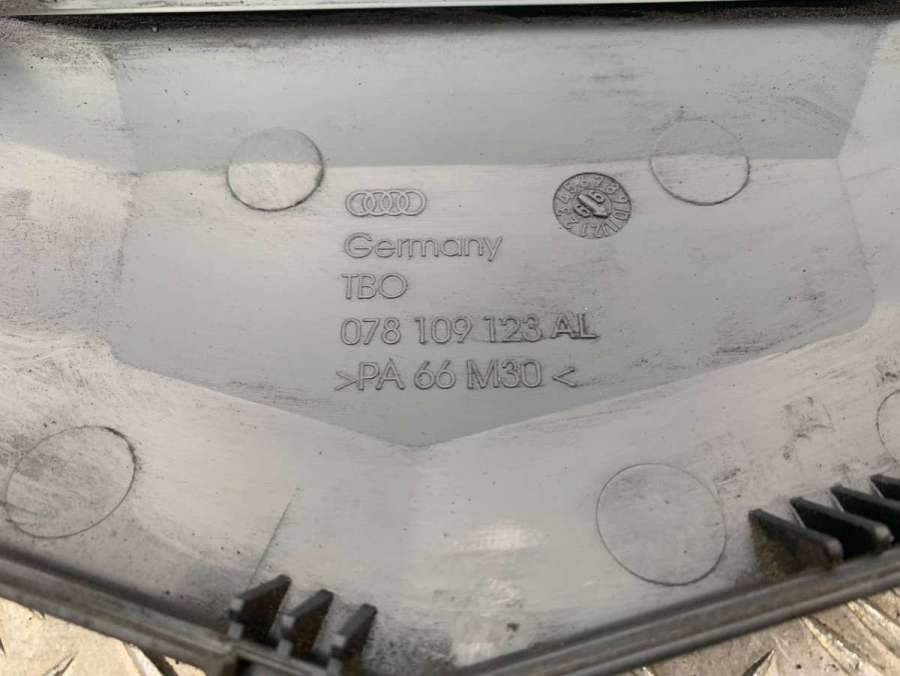 Germany
TBO
078 109 123 AL
>PA 66 M30<